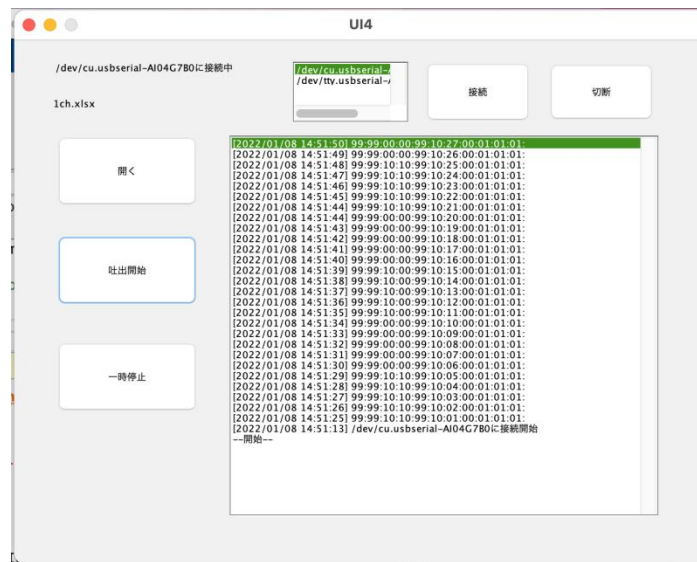 UI4
/dev/cu.usbserial-AI04G7B0に接続中
/dev/cu.usbserial-
/dev/tty.usbserial-
接続
切断
1ch.xlsx
開く
吐出開始
一時停止
[2022/01/08 14:51:50] 99:99:00:00:99:10:27:00:01:01:01:
[2022/01/08 14:51:49] 99:99:00:00:99:10:26:00:01:01:01:
[2022/01/08 14:51:48] 99:99:10:10:99:10:25:00:01:01:01:
[2022/01/08 14:51:47] 99:99:10:10:99:10:24:00:01:01:01:
[2022/01/08 14:51:46] 99:99:10:10:99:10:23:00:01:01:01:
[2022/01/08 14:51:45] 99:99:10:10:99:10:22:00:01:01:01:
[2022/01/08 14:51:44] 99:99:10:10:99:10:21:00:01:01:01:
[2022/01/08 14:51:44] 99:99:00:00:99:10:20:00:01:01:01:
[2022/01/08 14:51:43] 99:99:00:00:99:10:19:00:01:01:01:
[2022/01/08 14:51:42] 99:99:00:00:99:10:18:00:01:01:01:
[2022/01/08 14:51:41] 99:99:00:00:99:10:17:00:01:01:01:
[2022/01/08 14:51:40] 99:99:00:00:99:10:16:00:01:01:01:
[2022/01/08 14:51:39] 99:99:10:00:99:10:15:00:01:01:01:
[2022/01/08 14:51:38] 99:99:10:00:99:10:14:00:01:01:01:
[2022/01/08 14:51:37] 99:99:10:00:99:10:13:00:01:01:01:
[2022/01/08 14:51:36] 99:99:10:00:99:10:12:00:01:01:01:
[2022/01/08 14:51:35] 99:99:10:00:99:10:11:00:01:01:01:
[2022/01/08 14:51:34] 99:99:00:00:99:10:10:00:01:01:01:
[2022/01/08 14:51:33] 99:99:00:00:99:10:09:00:01:01:01:
[2022/01/08 14:51:32] 99:99:00:00:99:10:08:00:01:01:01:
[2022/01/08 14:51:31] 99:99:00:00:99:10:07:00:01:01:01:
[2022/01/08 14:51:30] 99:99:00:00:99:10:06:00:01:01:01:
[2022/01/08 14:51:29] 99:99:10:10:99:10:05:00:01:01:01:
[2022/01/08 14:51:28] 99:99:10:10:99:10:04:00:01:01:01:
[2022/01/08 14:51:27] 99:99:10:10:99:10:03:00:01:01:01:
[2022/01/08 14:51:26] 99:99:10:10:99:10:02:00:01:01:01:
[2022/01/08 14:51:25] 99:99:10:10:99:10:01:00:01:01:01:
[2022/01/08 14:51:13] /dev/cu.usbserial-AI04G7B0に接続開始
--開始--